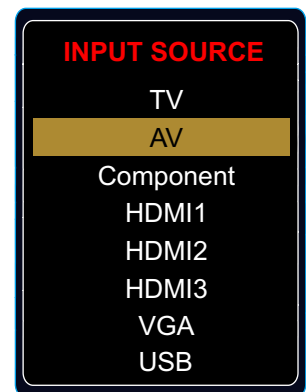 INPUT SOURCE
TV
AV
Component
HDMI1
HDMI2
HDMI3
VGA
USB